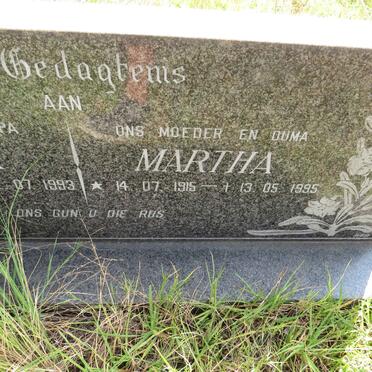 Gedagtenis
AAN
PA ONS MOEDER EN OUMA
MARTHA
07 1993 ★ 14 07 1915 — † 13 05 1995
ONS GUN U DIE RUS